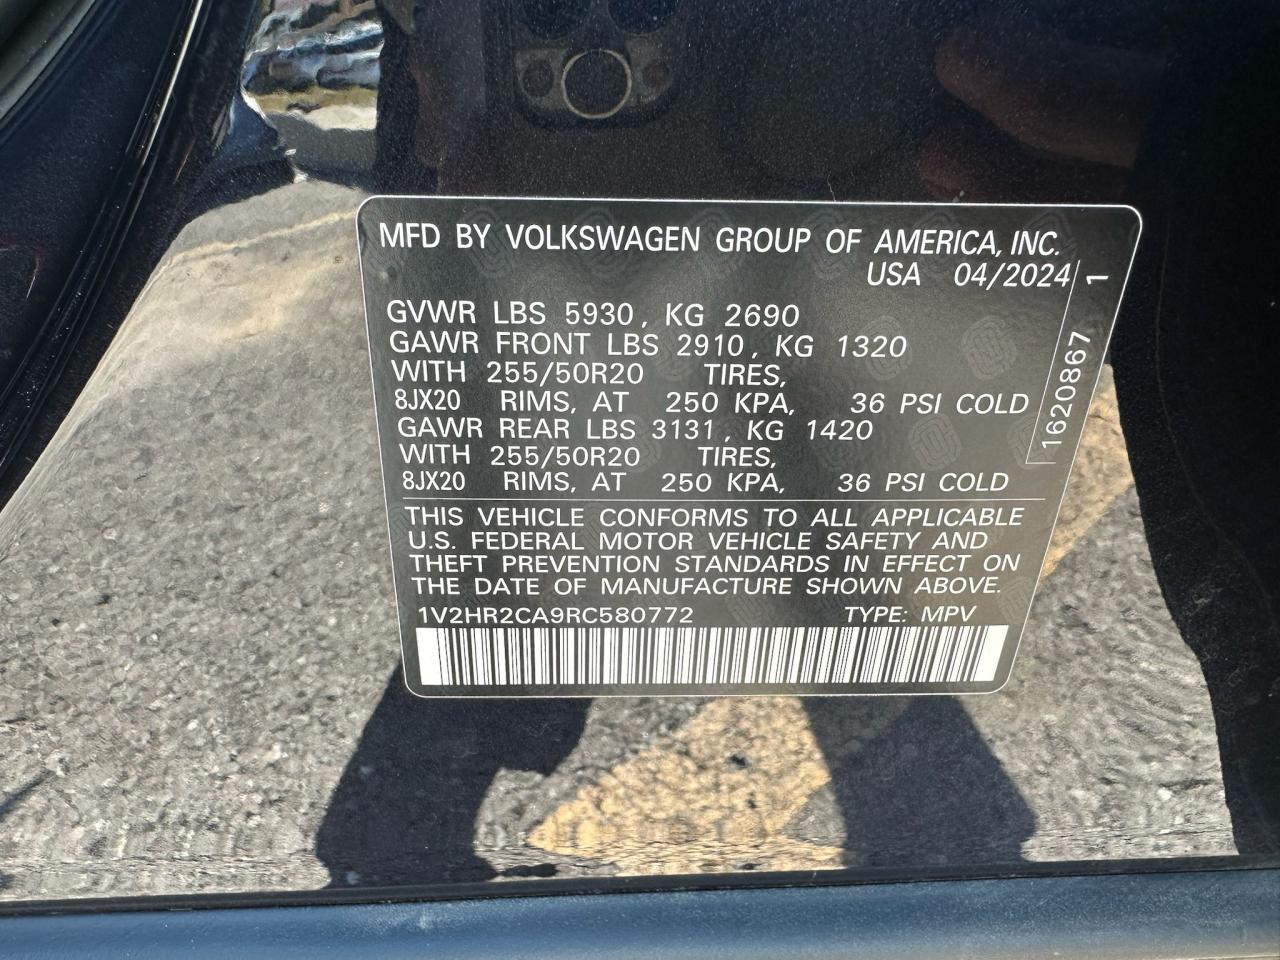 MFD BY VOLKSWAGEN GROUP OF AMERICA, INC.
USA 04/2024
GVWR LBS 5930, KG 2690
GAWR FRONT LBS 2910, KG 1320
WITH 255/50R20 TIRES,
8JX20 RIMS, AT 250 KPA, 36 PSI COLD
GAWR REAR LBS 3131, KG 1420
WITH 255/50R20 TIRES,
8JX20 RIMS, AT 250 KPA, 36 PSI COLD
1620867 1
THIS VEHICLE CONFORMS TO ALL APPLICABLE
U.S. FEDERAL MOTOR VEHICLE SAFETY AND
THEFT PREVENTION STANDARDS IN EFFECT ON
THE DATE OF MANUFACTURE SHOWN ABOVE.
1V2HR2CA9RC580772 TYPE: MPV